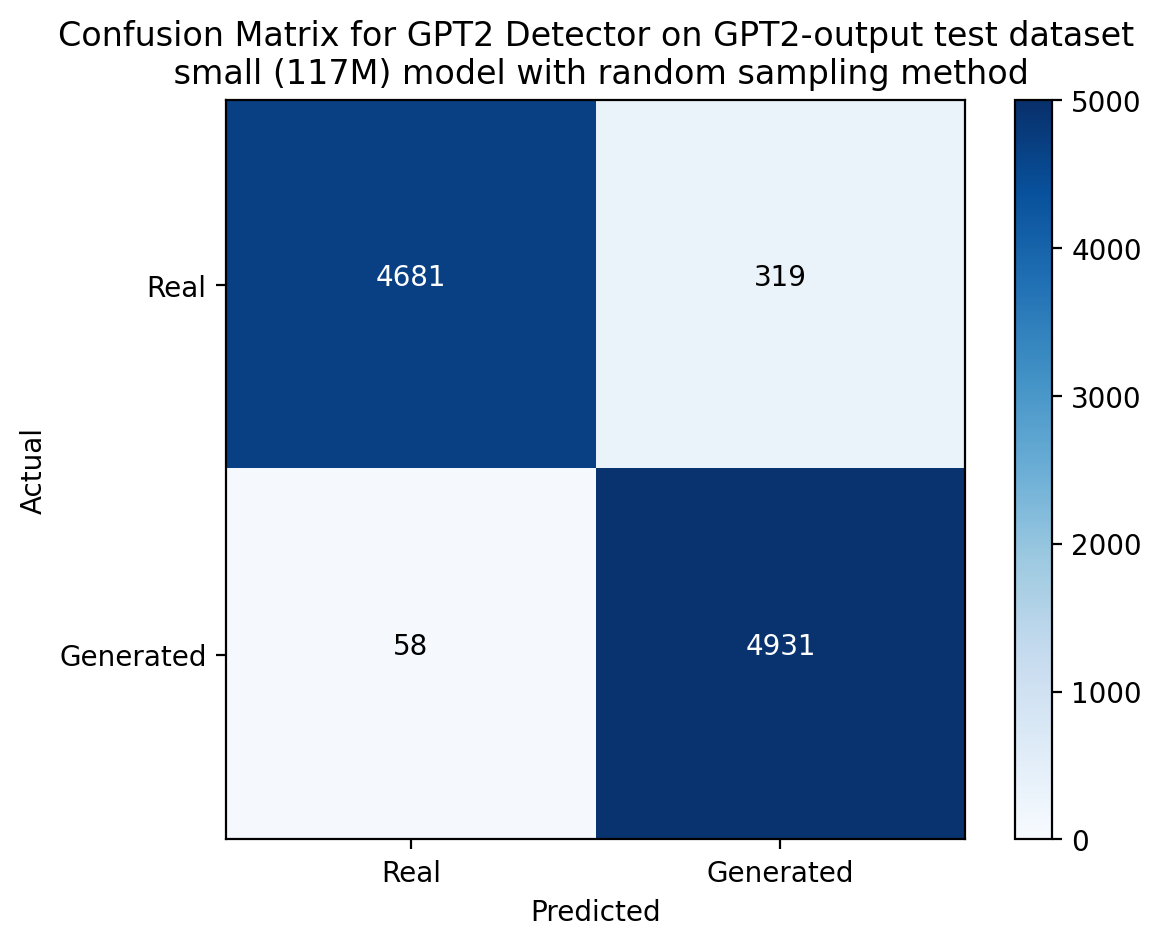 Confusion Matrix for GPT2 Detector on GPT2-output test dataset
small (117M) model with random sampling method
5000
4681
319
4000
Real
3000
Actual
2000
58
4931
Generated
1000
0
Real
Generated
Predicted